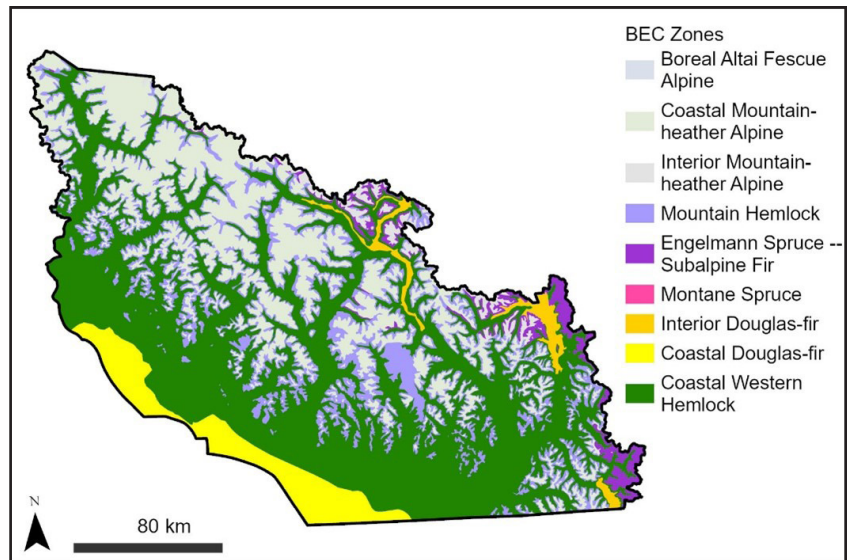 BEC Zones
Boreal Altai Fescue
Alpine
Coastal Mountain-
heather Alpine
Interior Mountain-
heather Alpine
Mountain Hemlock
Engelmann Spruce --
Subalpine Fir
Montane Spruce
Interior Douglas-fir
Coastal Douglas-fir
Coastal Western
Hemlock
N
80 km